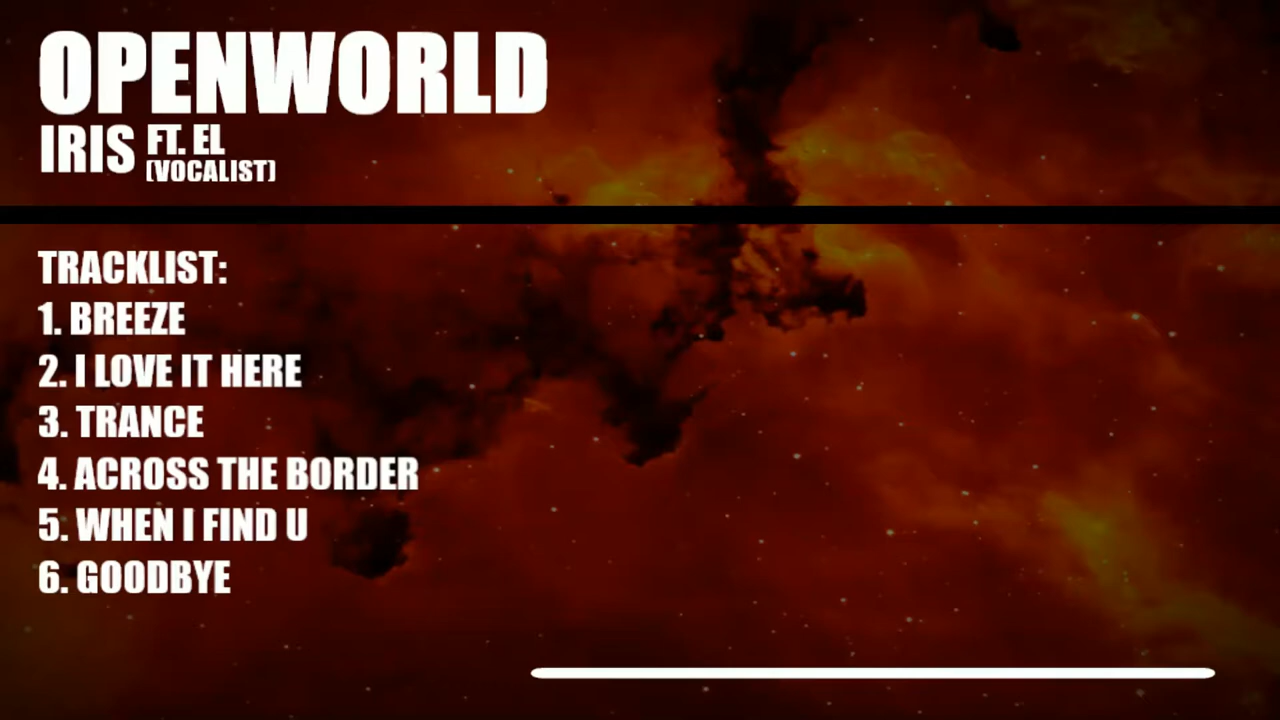 OPENWORLD
IRIS FT. EL
(VOCALIST)
TRACKLIST:
1. BREEZE
2. I LOVE IT HERE
3. TRANCE
4. ACROSS THE BORDER
5. WHEN I FIND U
6. GOODBYE